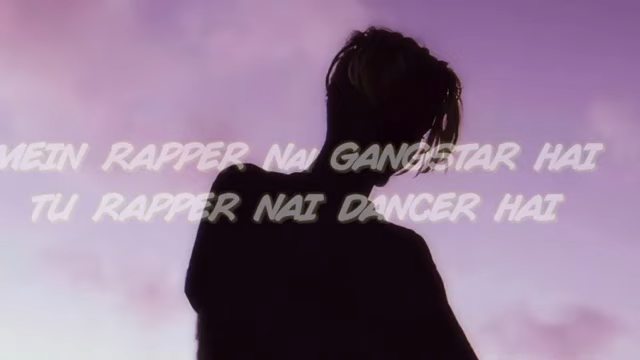 MEIN RAPPER NAI GANGSTAR HAI
TU RAPPER NAI DANCER HAI